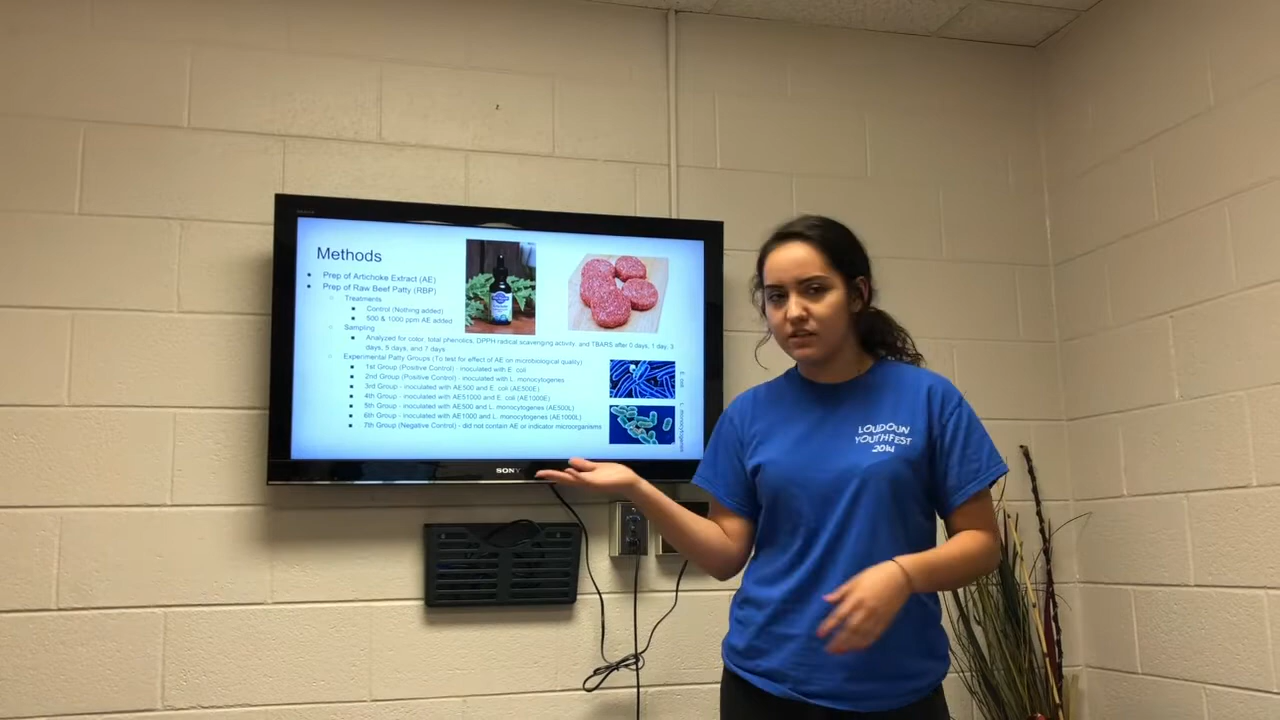 Methods
Prep of Artichoke Extract (AE)
Prep of Raw Beef Patty (RBP)
Treatments
Control (Nothing added)
500 & 1000 ppm AE added
Sampling
Analyzed for color, total phenolics, DPPH radical scavenging activity, and TBARS after 0 days, 1 day, 3
days, 5 days, and 7 days
Experimental Patty Groups (To test for effect of AE on microbiological quality)
1st Group (Positive Control) - inoculated with E. coli
2nd Group (Positive Control) - inoculated with L. monocytogenes
3rd Group - inoculated with AE500 and E. coli (AE500E)
4th Group - inoculated with AES1000 and E. coli (AE1000E)
5th Group - inoculated with AE500 and L. monocytogenes (AE500L)
6th Group - inoculated with AE1000 and L. monocytogenes (AE1000L)
7th Group (Negative Control) - did not contain AE or indicator microorganisms
E. coli
L. monocytogenes
SONY
LOUDOUN
YOUTHFEST
2014